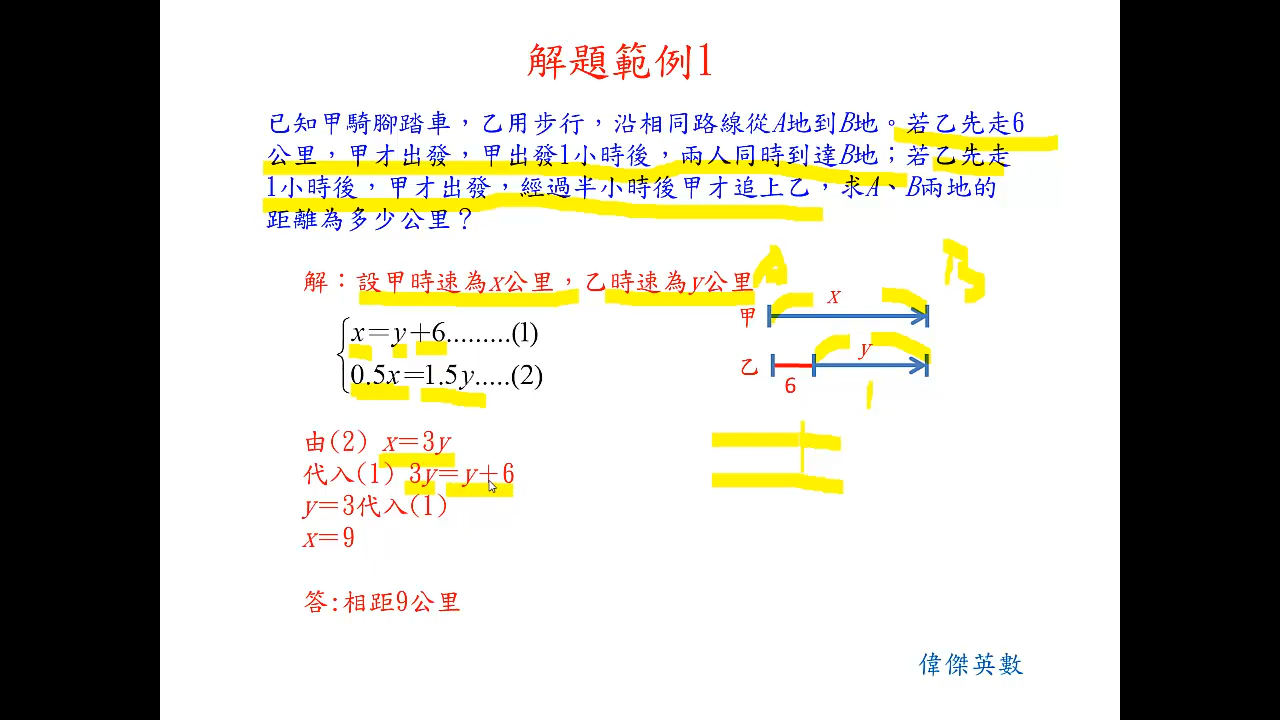 解題範例1
已知甲騎腳踏車，乙用步行，沿相同路線從A地到B地。若乙先走6
公里，甲才出發，甲出發1小時後，兩人同時到達B地；若乙先走
1小時後，甲才出發，經過半小時後甲才追上乙，求A、B兩地的
距離為多少公里？
解：設甲時速為x公里，乙時速為y公里
A B
x=y+6.........(1)
0.5x=1.5y.....(2)
甲 x
乙 y
6
1
由(2) x=3y
代入(1) 3y=y+6
y=3代入(1)
x=9
答:相距9公里
偉傑英數